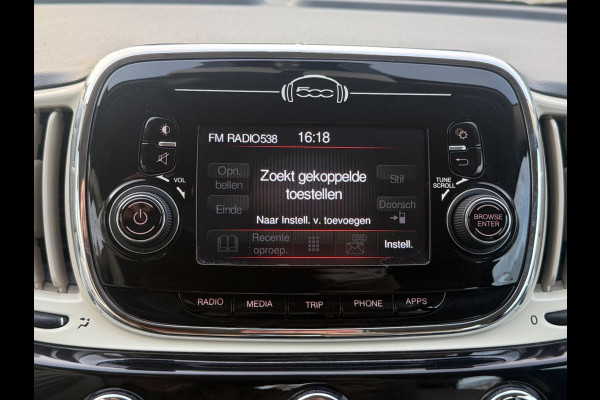 500
FM RADIO538 16:18
Opn. bellen
Zoekt gekoppelde toestellen
Stil
Einde
Doorsch
Naar Instell. v. toevoegen
Recente oproep.
Instell.
VOL
TUNE
SCROLL
BROWSE
ENTER
RADIO MEDIA TRIP PHONE APPS
0